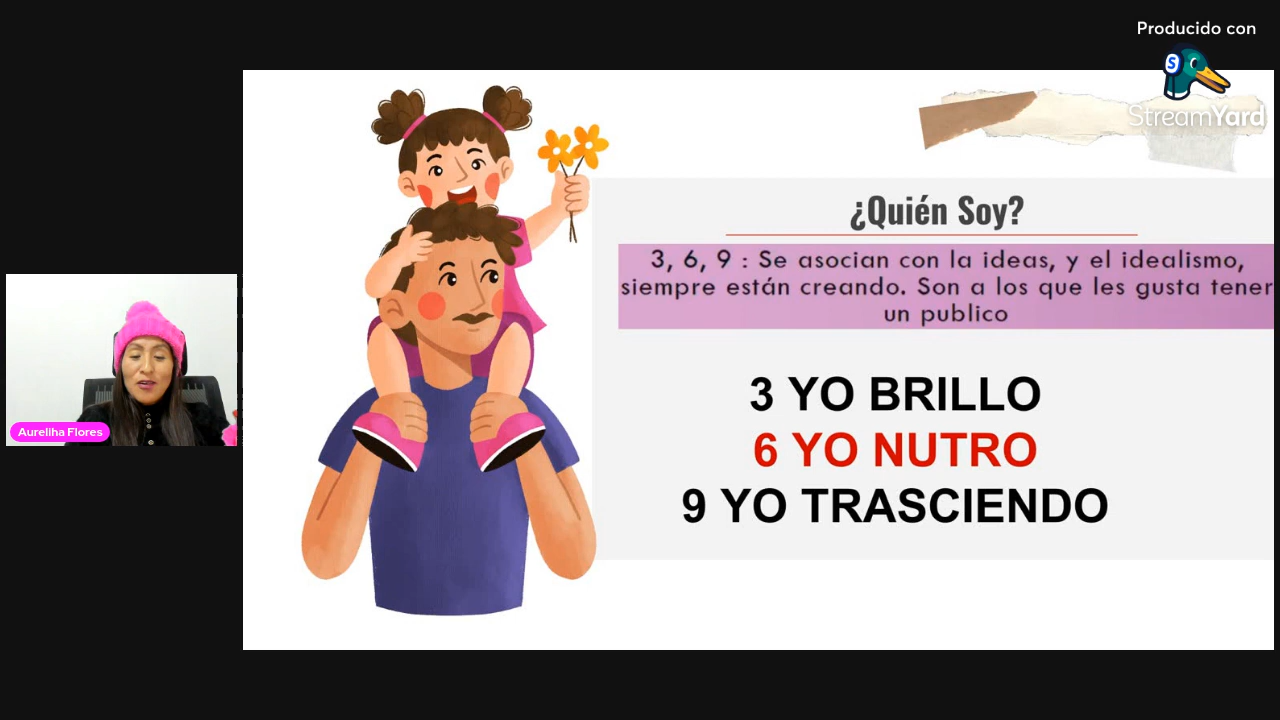 Producido con
S
StreamYard
¿Quién Soy?
3, 6, 9 : Se asocian con la ideas, y el idealismo,
siempre están creando. Son a los que les gusta tener
un publico
3 YO BRILLO
6 YO NUTRO
9 YO TRASCIENDO
Aureliha Flores